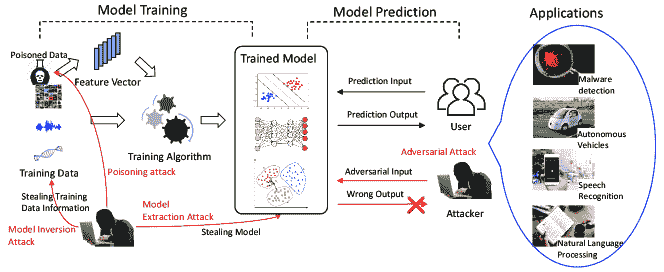 Model Training
Model Prediction
Applications
Poisoned Data
Feature Vector
Trained Model
Training Algorithm
Training Data
Poisoning attack
Stealing Training
Data Information
Model Inversion
Attack
Model
Extraction Attack
Stealing Model
Prediction Input
Prediction Output
User
Adversarial Attack
Adversarial Input
Wrong Output
Attacker
Malware
detection
Autonomous
Vehicles
Speech
Recognition
Natural Language
Processing